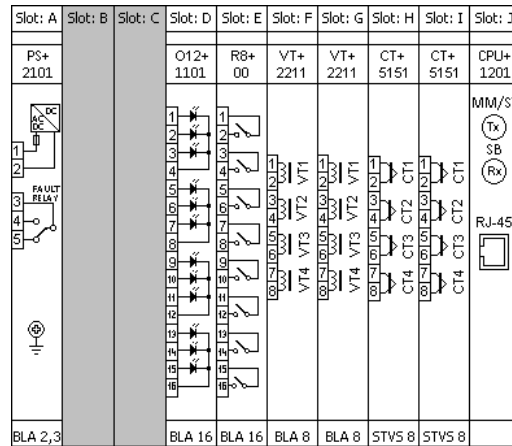 Slot: A Slot: B Slot: C Slot: D Slot: E Slot: F Slot: G Slot: H Slot: I Slot: J
PS+ O12+ R8+ VT+ VT+ CT+ CT+ CPU+
2101 1101 00 2211 2211 5151 5151 1201
AC DC
DC
1
2
FAULT
RELAY
3
4
5
1
2
3
4
5
6
7
8
9
10
11
12
13
14
15
16
1
2
3
4
5
6
7
8
9
10
11
12
13
14
15
16
1
2 VT1
3
4 VT2
5
6 VT3
7
8 VT4
1
2 VT1
3
4 VT2
5
6 VT3
7
8 VT4
1
2 CT1
3
4 CT2
5
6 CT3
7
8 CT4
1
2 CT1
3
4 CT2
5
6 CT3
7
8 CT4
Tx
SB
Rx
RJ-45
BLA 2,3 BLA 16 BLA 16 BLA 8 BLA 8 STVS 8 STVS 8